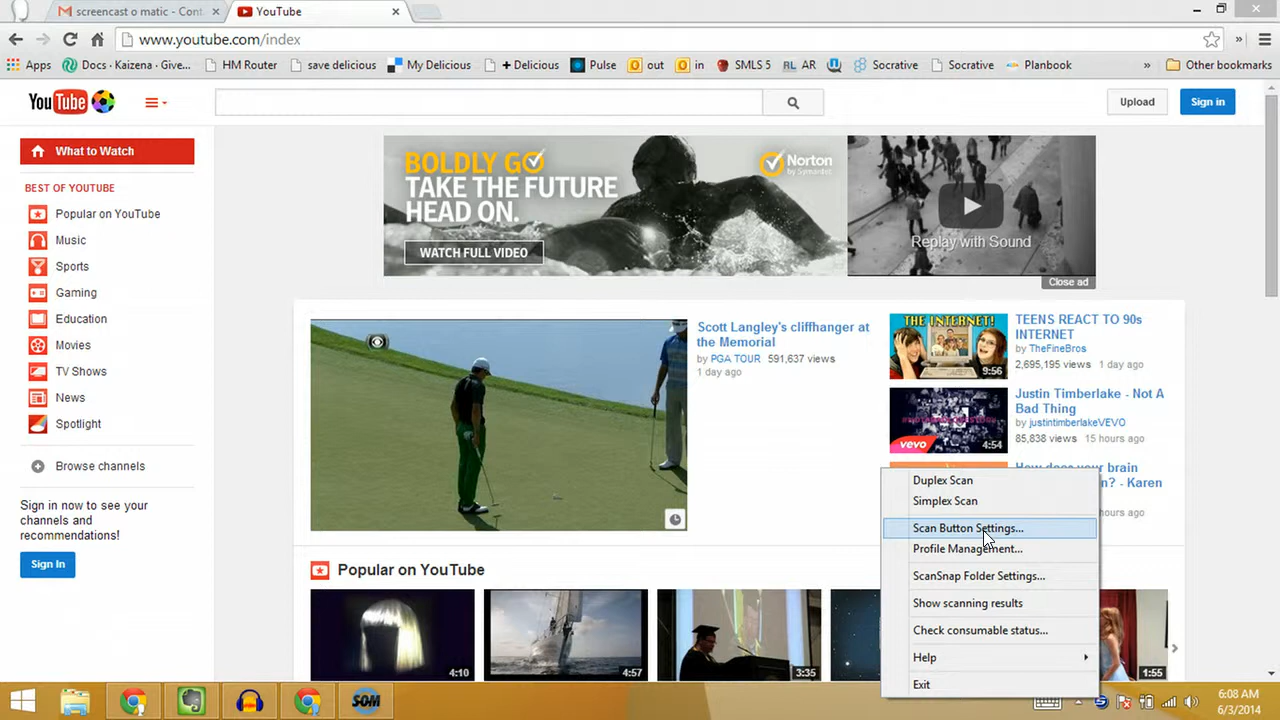 screencast o matic - Cont
YouTube
www.youtube.com/index
Apps
Docs - Kaizena - Give...
HM Router
save delicious
My Delicious
+ Delicious
Pulse
out
in
SMLS 5
RL AR
Socrative
Socrative
Planbook
»
Other bookmarks
YouTube
Upload
Sign in
What to Watch
BEST OF YOUTUBE
Popular on YouTube
Music
Sports
Gaming
Education
Movies
TV Shows
News
Spotlight
Browse channels
Sign in now to see your
channels and
recommendations!
Sign In
BOLDLY GO
TAKE THE FUTURE
HEAD ON.
WATCH FULL VIDEO
Norton
by Symantec
Replay with Sound
Close ad
Scott Langley's cliffhanger at
the Memorial
by PGA TOUR 591,637 views
1 day ago
THE INTERNET!
9:56
TEENS REACT TO 90s
INTERNET
by TheFineBros
2,695,195 views 1 day ago
vevo
4:54
Justin Timberlake - Not A
Bad Thing
by justintimberlakeVEVO
85,838 views 15 hours ago
How does your brain
? - Karen
hours ago
Popular on YouTube
4:10
4:57
3:35
1:55
Duplex Scan
Simplex Scan
Scan Button Settings...
Profile Management...
ScanSnap Folder Settings...
Show scanning results
Check consumable status...
Help
Exit
SOM
6:08 AM
6/3/2014